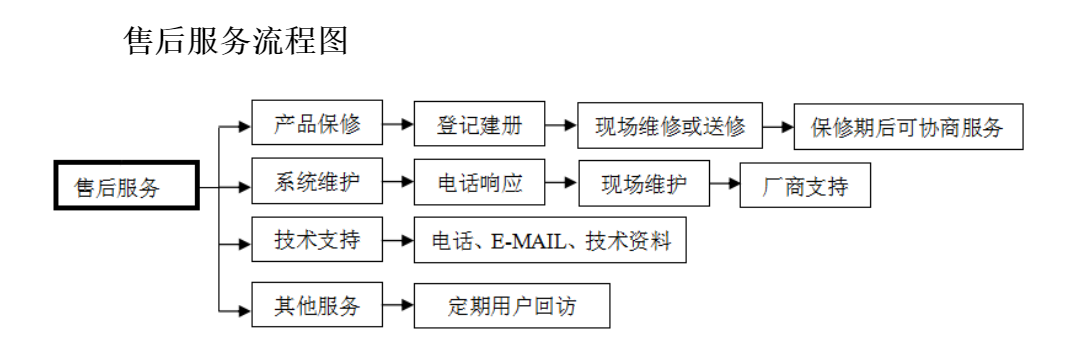 售后服务流程图
产品保修
登记建册
现场维修或送修
保修期后可协商服务
售后服务
系统维护
电话响应
现场维护
厂商支持
技术支持
电话、E-MAIL、技术资料
其他服务
定期用户回访